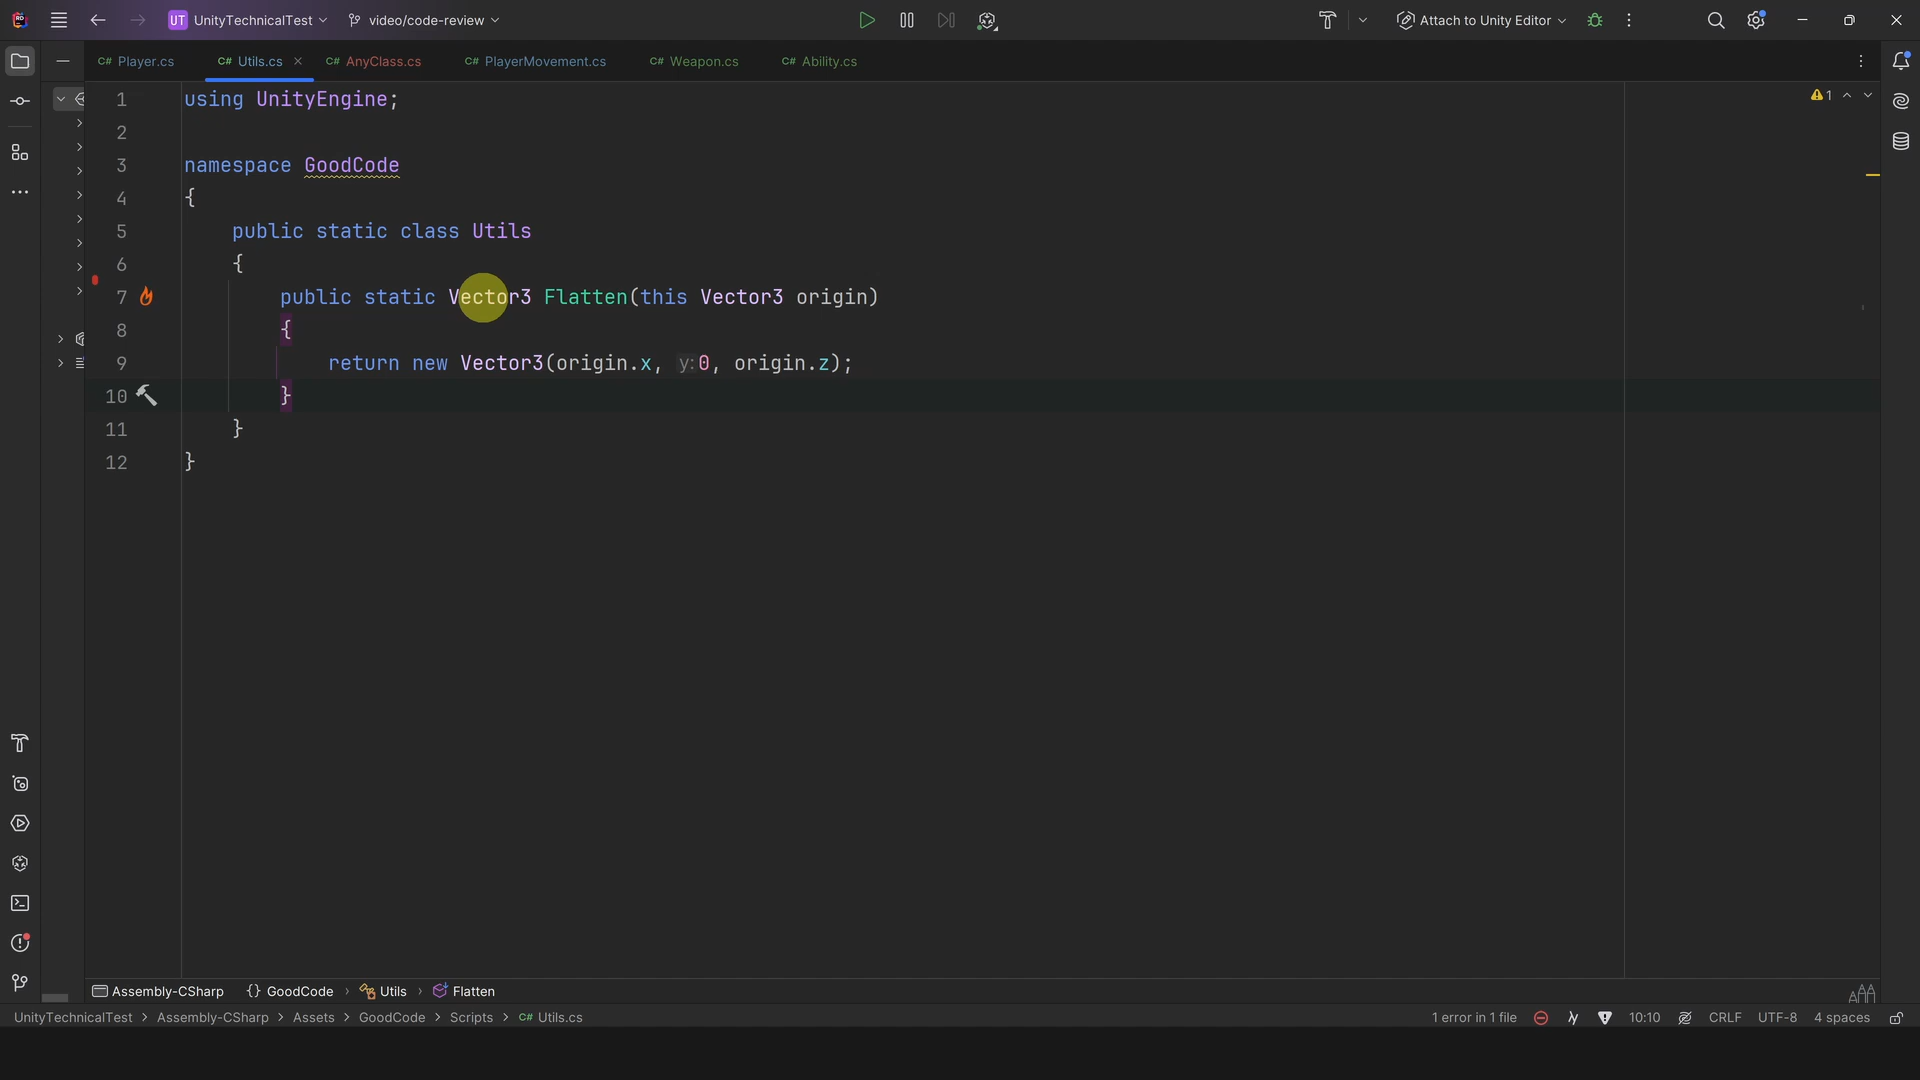 UT UnityTechnicalTest video/code-review Attach to Unity Editor
C# Player.cs C# Utils.cs C# AnyClass.cs C# PlayerMovement.cs C# Weapon.cs C# Ability.cs
1 using UnityEngine; 1
2
3 namespace GoodCode
4 {
5 public static class Utils
6 {
7 public static Vector3 Flatten(this Vector3 origin)
8 {
9 return new Vector3(origin.x, y:0, origin.z);
10 }
11 }
12 }
Assembly-CSharp {} GoodCode › Utils › Flatten
UnityTechnicalTest > Assembly-CSharp > Assets > GoodCode > Scripts > C# Utils.cs 1 error in 1 file 10:10 CRLF UTF-8 4 spaces